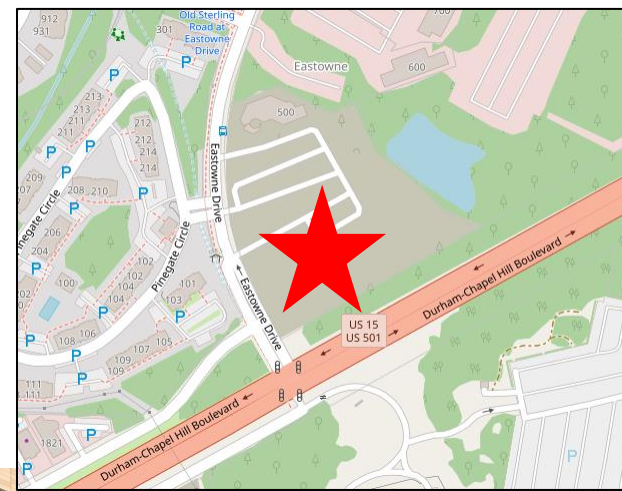 912
931
Old Sterling
Road at
Eastowne
Drive
301
700
P
P
Eastowne
600
213
213
211
211
P
212
212
214
214
500
P
P
P
209
207
208
210
P
Eastowne Drive
Pinegate Circle
206
204
Pinegate Circle
P
102
102
104
104
100
101
103
Eastowne Drive
P
P
108
106
107
105
109
109
P
P
111
111
US 15
US 501
Durham-Chapel Hill Boulevard
1821
P
P
Durham-Chapel Hill Boulevard
P